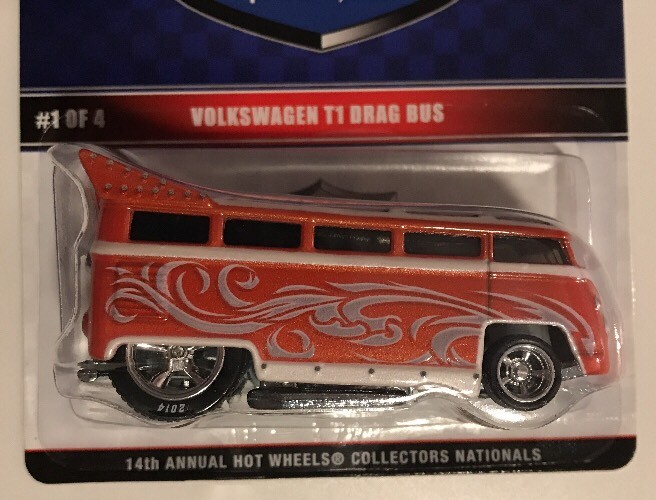 #1 OF 4
VOLKSWAGEN T1 DRAG BUS
2014
14th ANNUAL HOT WHEELS® COLLECTORS NATIONALS